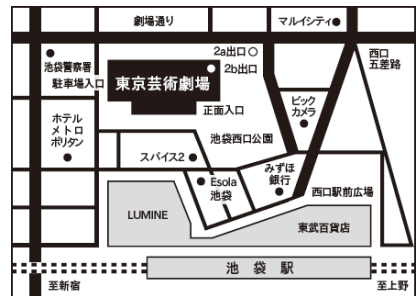 劇場通り
マルイシティ
2a出口
2b出口
西口
五差路
池袋警察署
駐車場入口
東京芸術劇場
正面入口
ビック
カメラ
ホテル
メトロ
ポリタン
池袋西口公園
スパイス2
みずほ
銀行
Esola
池袋
西口駅前広場
LUMINE
東武百貨店
池袋駅
至新宿
至上野